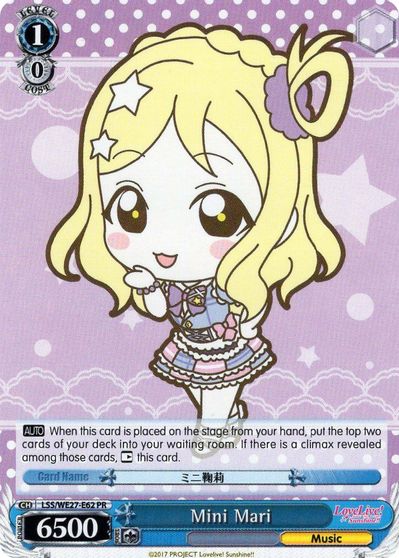 LEVEL
1
0
COST
AUTO When this card is placed on the stage from your hand, put the top two
cards of your deck into your waiting room. If there is a climax revealed
among those cards, this card.
Card Name ミニ鞠莉
CH LSS/WE27-E62 PR
6500
Mini Mari
LoveLive!
Sunshine!!
Music
©2017 PROJECT Lovelive! Sunshine!!